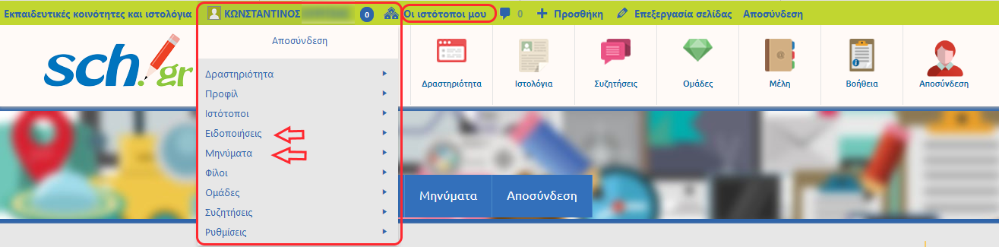 Εκπαιδευτικές κοινότητες και ιστολόγια ΚΩΝΣΤΑΝΤΙΝΟΣ 0 Οι ιστότοποι μου 0 Προσθήκη Επεξεργασία σελίδας Αποσύνδεση
sch.gr
Αποσύνδεση
Δραστηριότητα
Προφίλ
Ιστότοποι
Ειδοποιήσεις
Μηνύματα
Φίλοι
Ομάδες
Συζητήσεις
Ρυθμίσεις
Δραστηριότητα Ιστολόγια Συζητήσεις Ομάδες Μέλη Βοήθεια Αποσύνδεση
Μηνύματα Αποσύνδεση